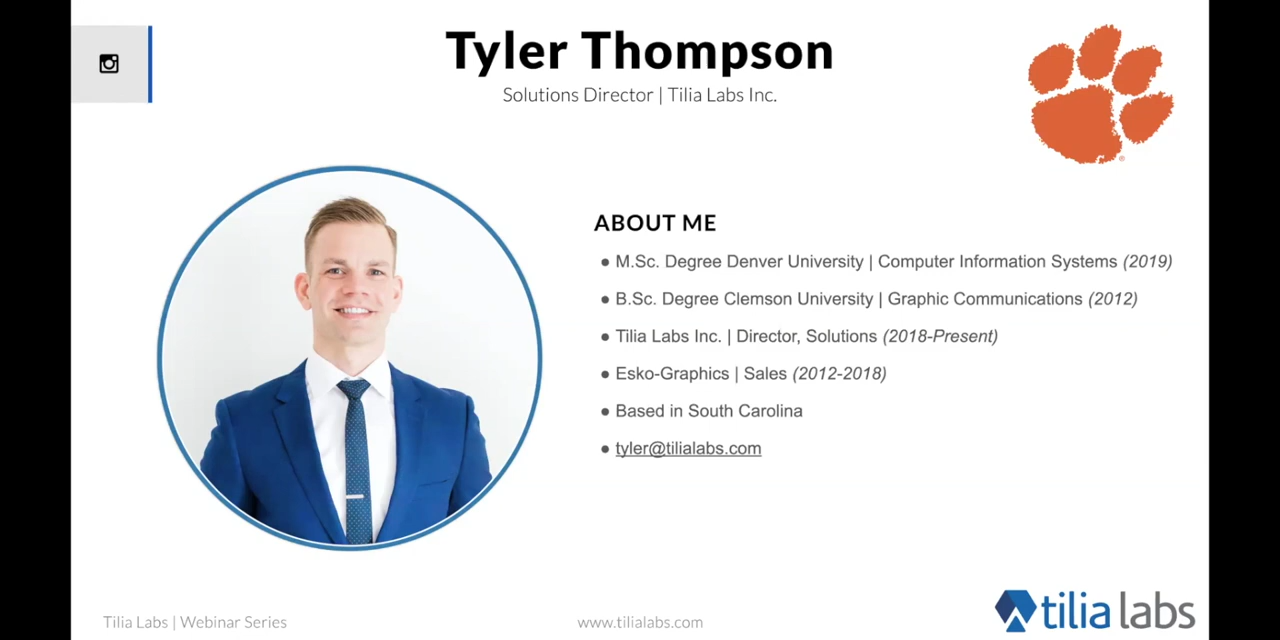 Tyler Thompson
Solutions Director | Tilia Labs Inc.
ABOUT ME
● M.Sc. Degree Denver University | Computer Information Systems (2019)
● B.Sc. Degree Clemson University | Graphic Communications (2012)
● Tilia Labs Inc. | Director, Solutions (2018-Present)
● Esko-Graphics | Sales (2012-2018)
● Based in South Carolina
● tyler@tilialabs.com
Tilia Labs | Webinar Series
www.tilialabs.com
tilia labs